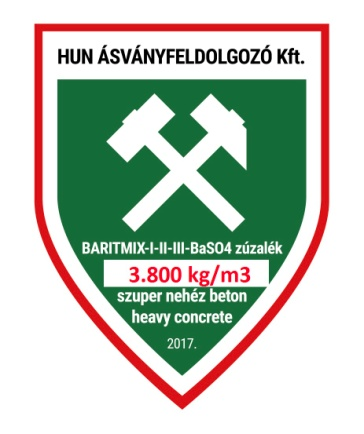 HUN ÁSVÁNYFELDOLGOZÓ Kft.
BARITMIX-I-II-III-BaSO4 zúzalék
3.800 kg/m3
szuper nehéz beton
heavy concrete
2017.